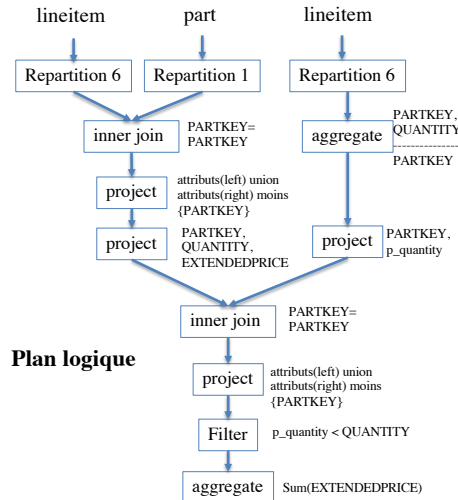 lineitem
part
lineitem
Repartition 6
Repartition 1
Repartition 6
inner join
PARTKEY=
PARTKEY
aggregate
PARTKEY,
QUANTITY
--------------------
PARTKEY
project
attributs(left) union
attributs(right) moins
{PARTKEY}
project
PARTKEY,
QUANTITY,
EXTENDEDPRICE
project
PARTKEY,
p_quantity
inner join
PARTKEY=
PARTKEY
Plan logique
project
attributs(left) union
attributs(right) moins
{PARTKEY}
Filter
p_quantity < QUANTITY
aggregate
Sum(EXTENDEDPRICE)